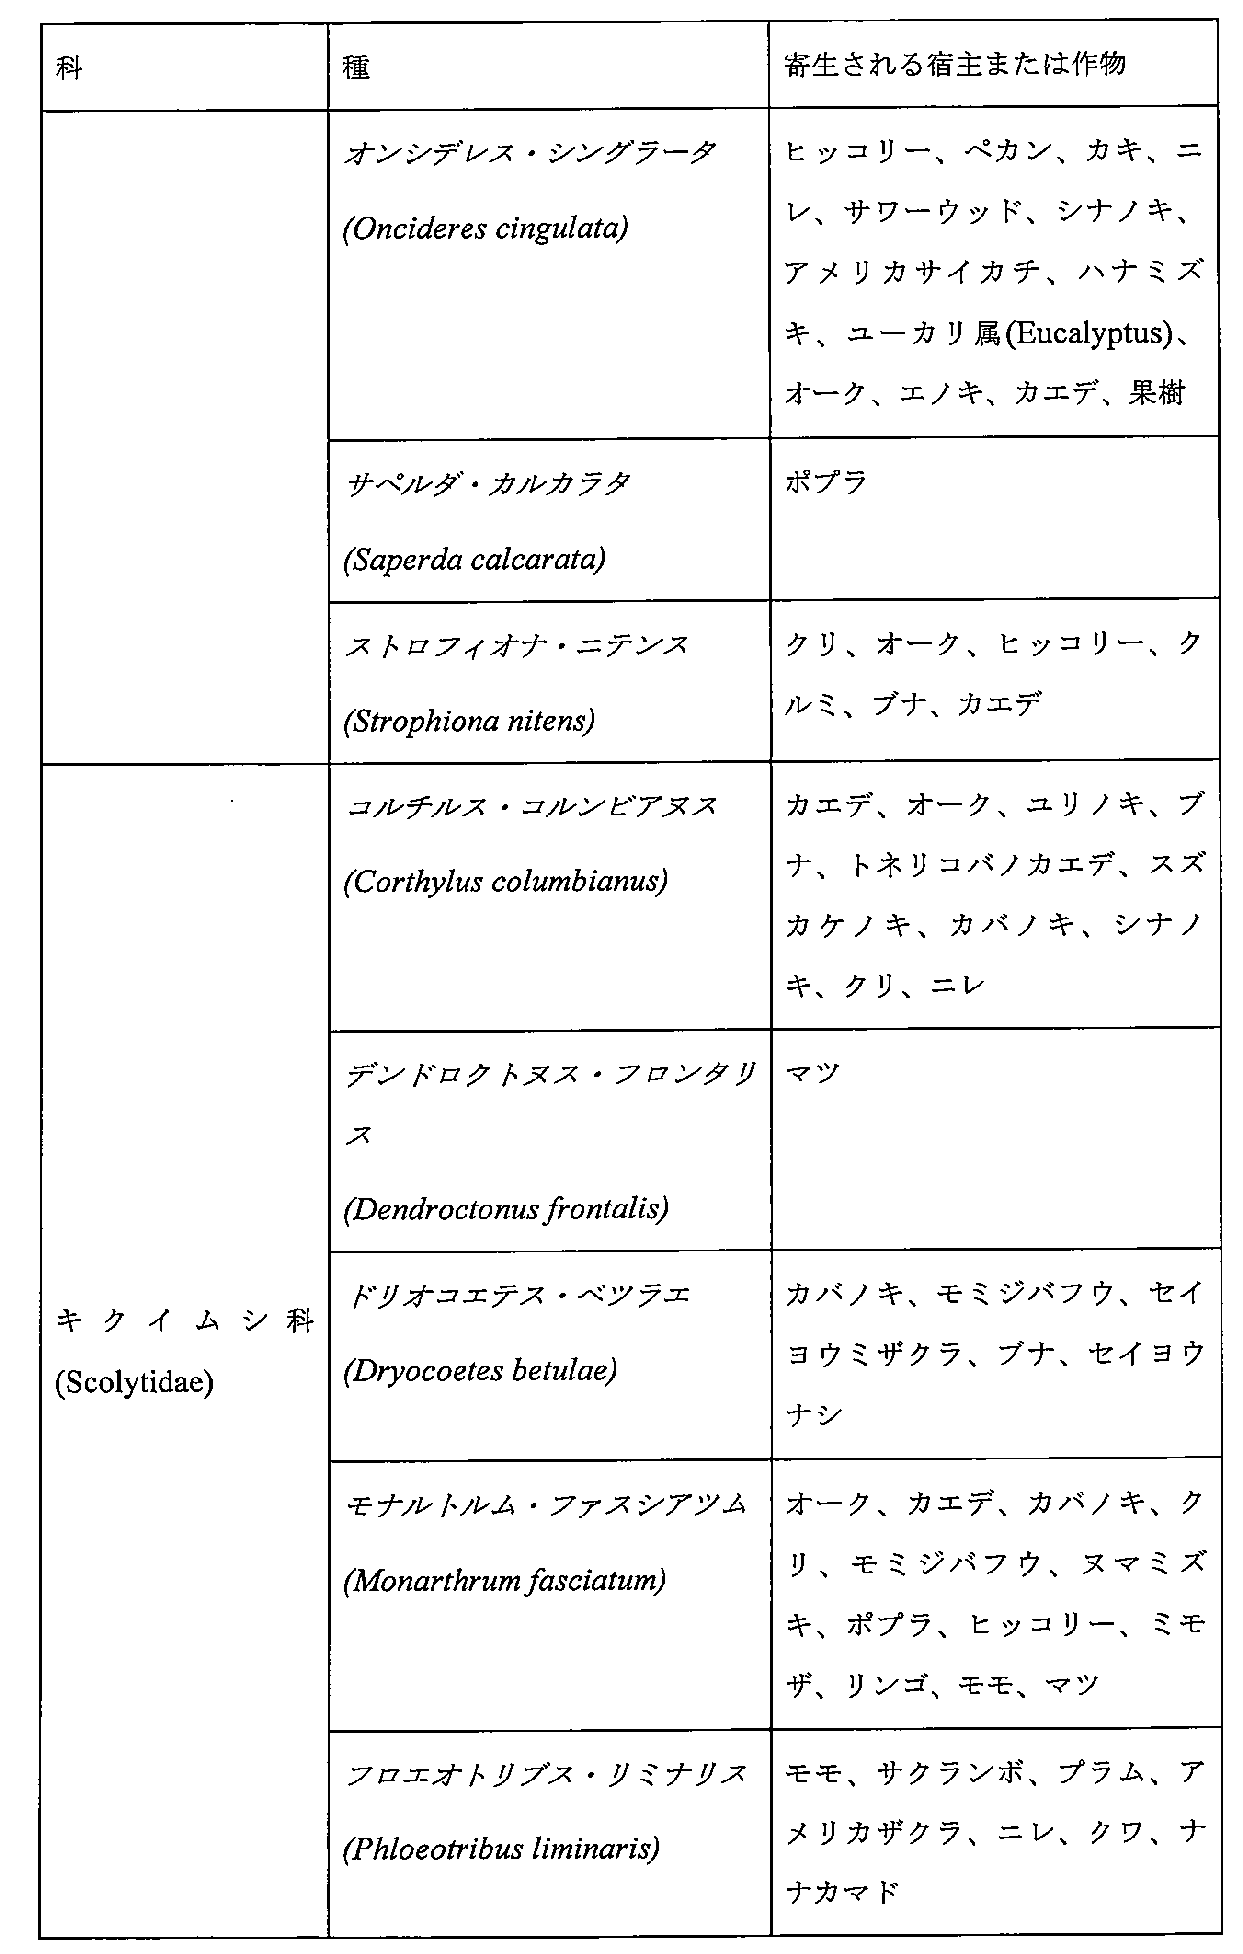 科
種
寄生される宿主または作物
オンシデレス・シングラータ
(Oncideres cingulata)
ヒッコリー、ペカン、カキ、ニ
レ、サワーウッド、シナノキ、
アメリカサイカチ、ハナミズ
キ、ユーカリ属(Eucalyptus)、
オーク、エノキ、カエデ、果樹
サペルダ・カルカラタ
(Saperda calcarata)
ポプラ
ストロフィオナ・ニテンス
(Strophiona nitens)
クリ、オーク、ヒッコリー、ク
ルミ、ブナ、カエデ
キクイムシ科
(Scolytidae)
コルチルス・コルンビアヌス
(Corthylus columbianus)
カエデ、オーク、ユリノキ、ブ
ナ、トネリコバノカエデ、スズ
カケノキ、カバノキ、シナノ
キ、クリ、ニレ
デンドロクトヌス・フロンタリ
ス
(Dendroctonus frontalis)
マツ
ドリオコエテス・ベツラエ
(Dryocoetes betulae)
カバノキ、モミジバフウ、セイ
ヨウミザクラ、ブナ、セイヨウ
ナシ
モナルトルム・ファスシアツム
(Monarthrum fasciatum)
オーク、カエデ、カバノキ、ク
リ、モミジバフウ、ヌマミズ
キ、ポプラ、ヒッコリー、ミモ
ザ、リンゴ、モモ、マツ
フロエオトリブス・リミナリス
(Phloeotribus liminaris)
モモ、サクランボ、プラム、ア
メリカザクラ、ニレ、クワ、ナ
ナカマド